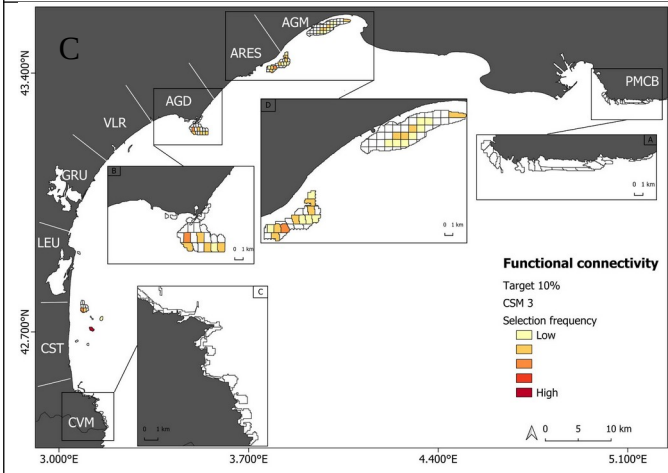 C
AGM
ARES
AGD
VLR
GRU
LEU
CST
CVM
PMCB
43.400°N
42.700°N
D
B
A
C
0 1 km
0 1 km
0 1 km
0 1 km
Functional connectivity
Target 10%
CSM 3
Selection frequency
Low
High
0 5 10 km
3.000°E
3.700°E
4.400°E
5.100°E